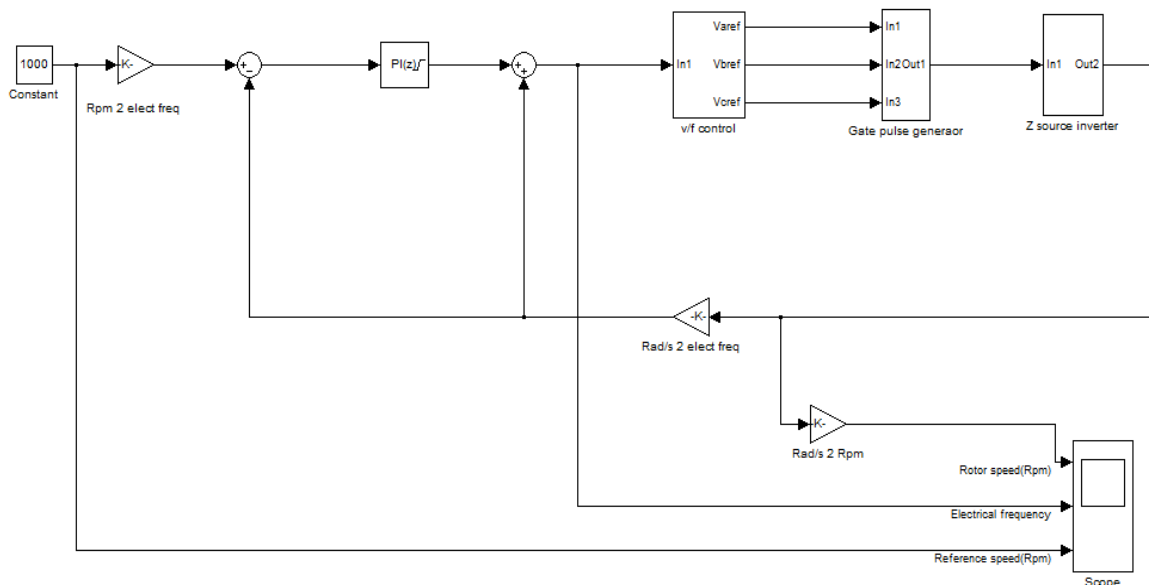 1000
Constant
K-
Rpm 2 elect freq
PI(z)
In1
Varef
Vbref
Vcref
v/f control
In1
In2
Out1
In3
Gate pulse generaor
In1
Out2
Z source inverter
-K-
Rad/s 2 elect freq
-K-
Rad/s 2 Rpm
Rotor speed(Rpm)
Electrical frequency
Reference speed(Rpm)
Scope